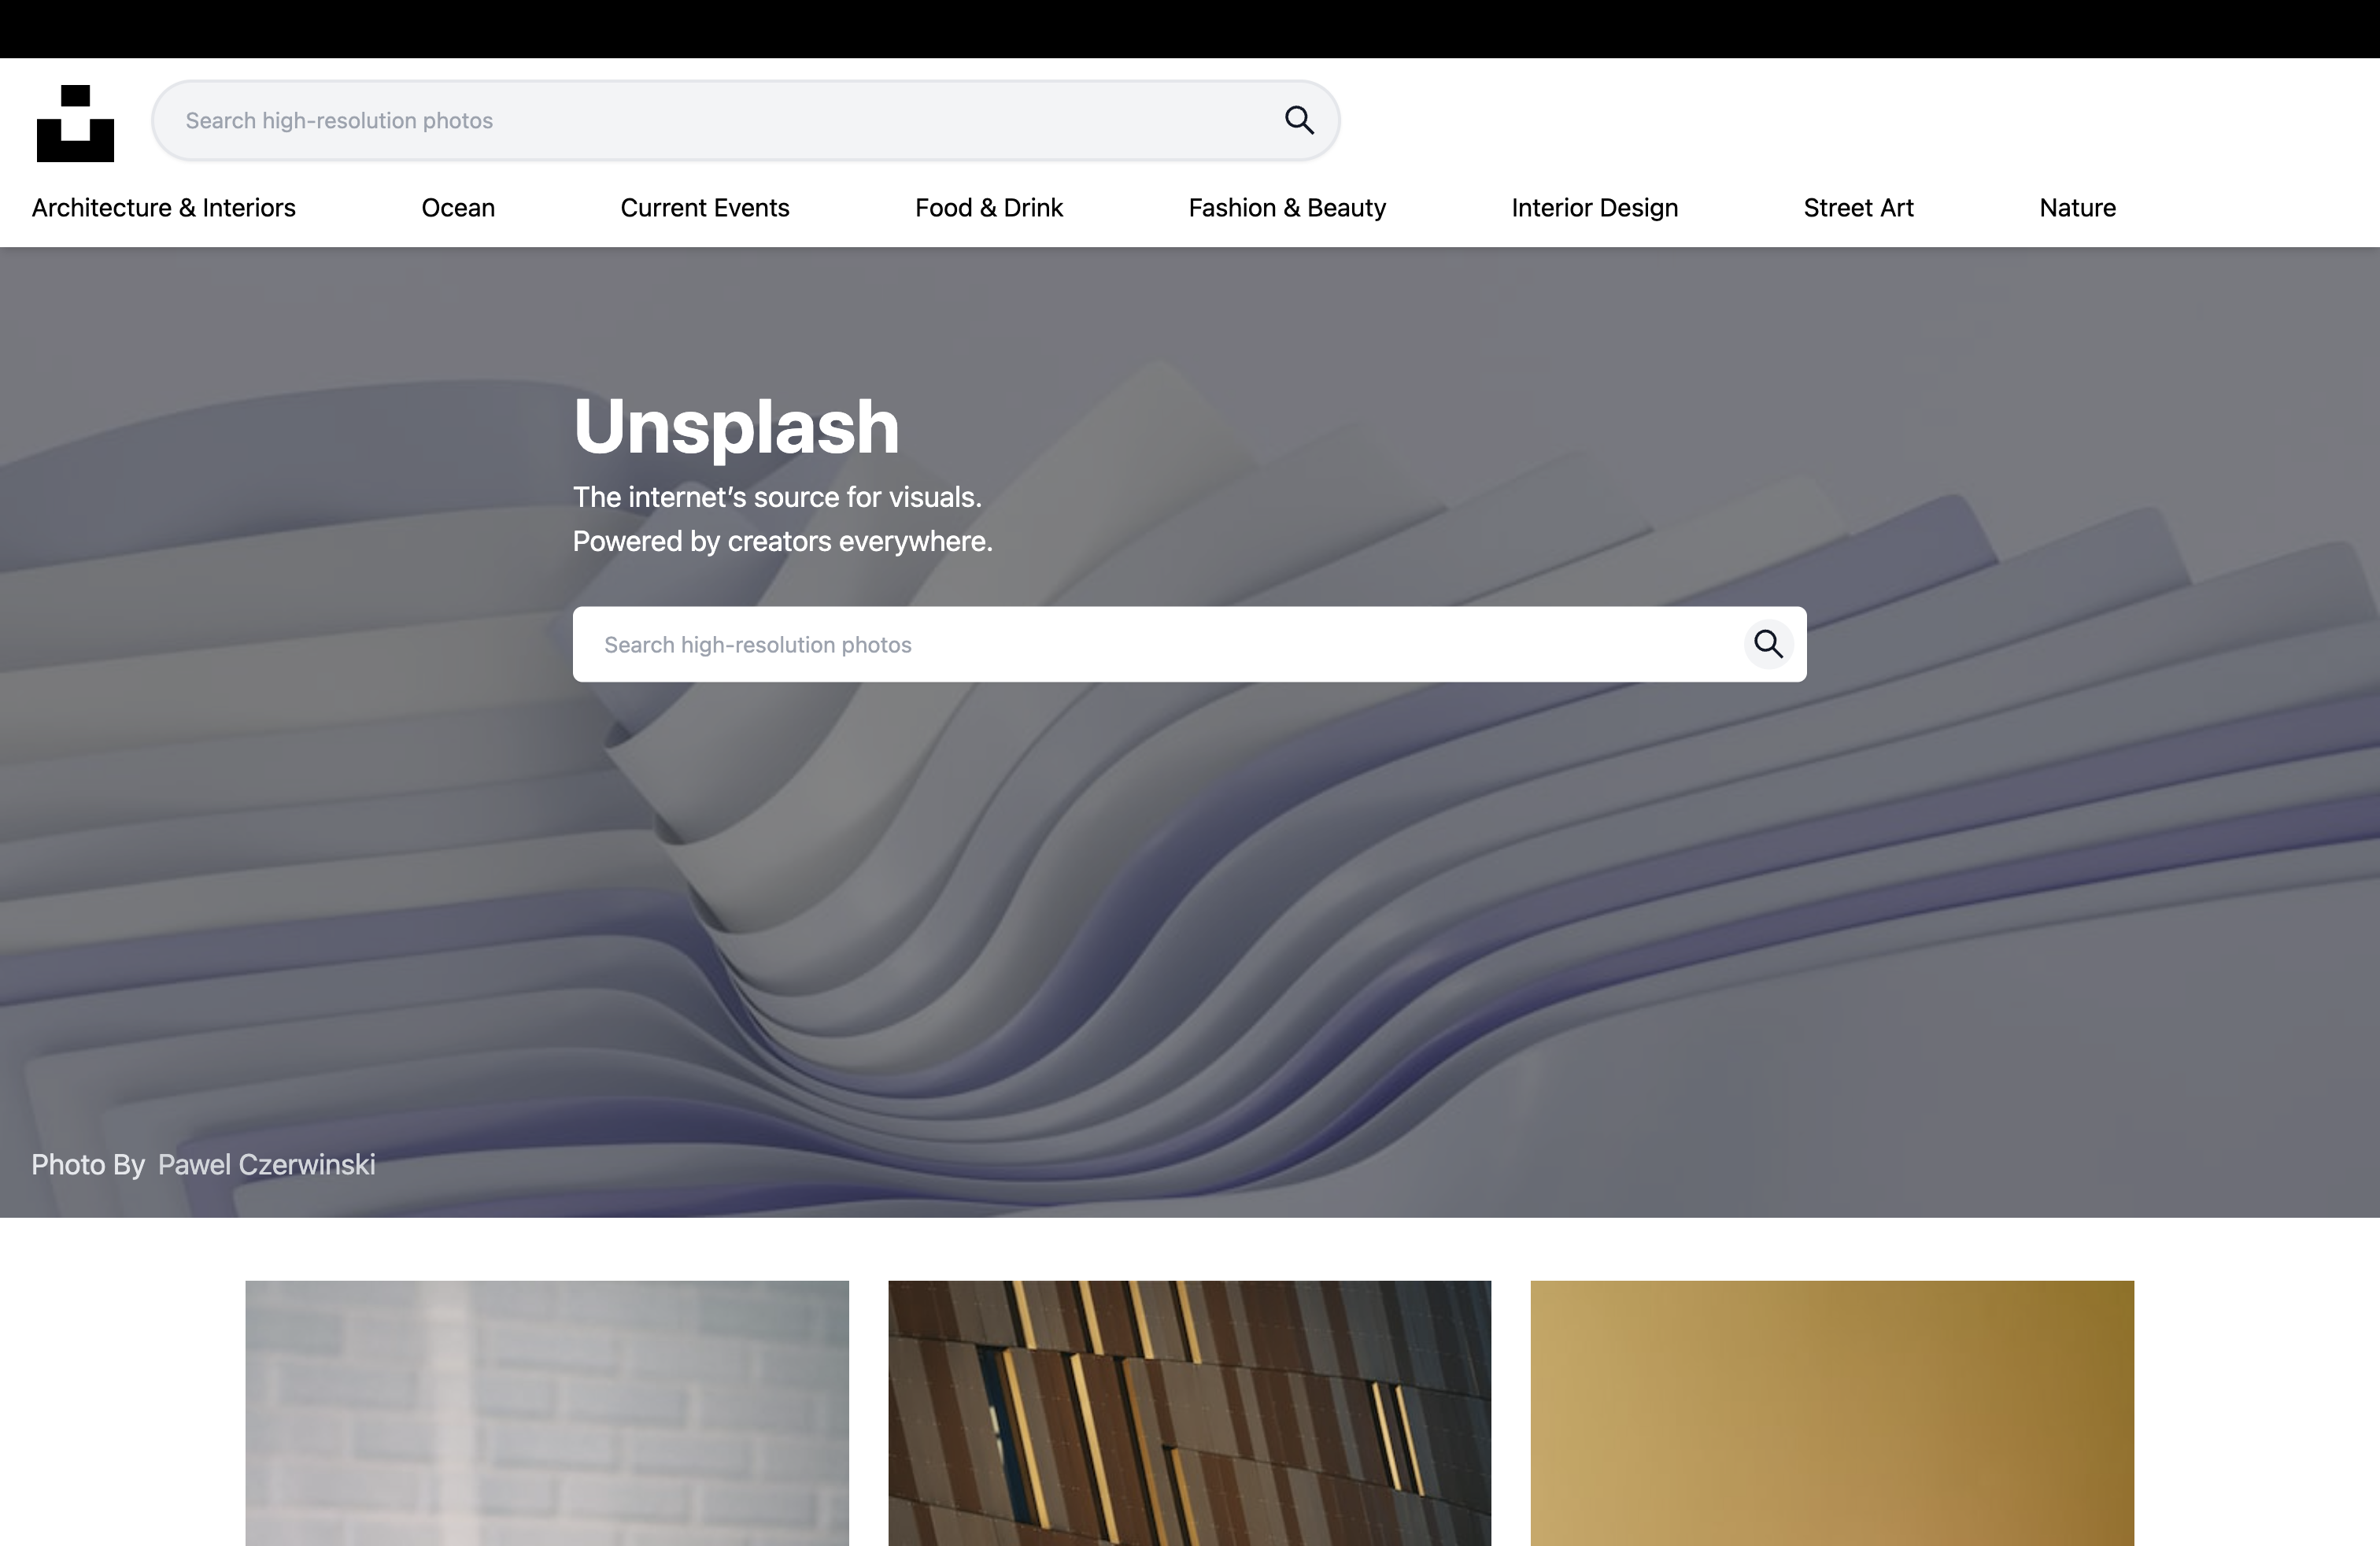 Search high-resolution photos
Architecture & Interiors Ocean Current Events Food & Drink Fashion & Beauty Interior Design Street Art Nature
Unsplash
The internet’s source for visuals.
Powered by creators everywhere.
Search high-resolution photos
Photo By Pawel Czerwinski